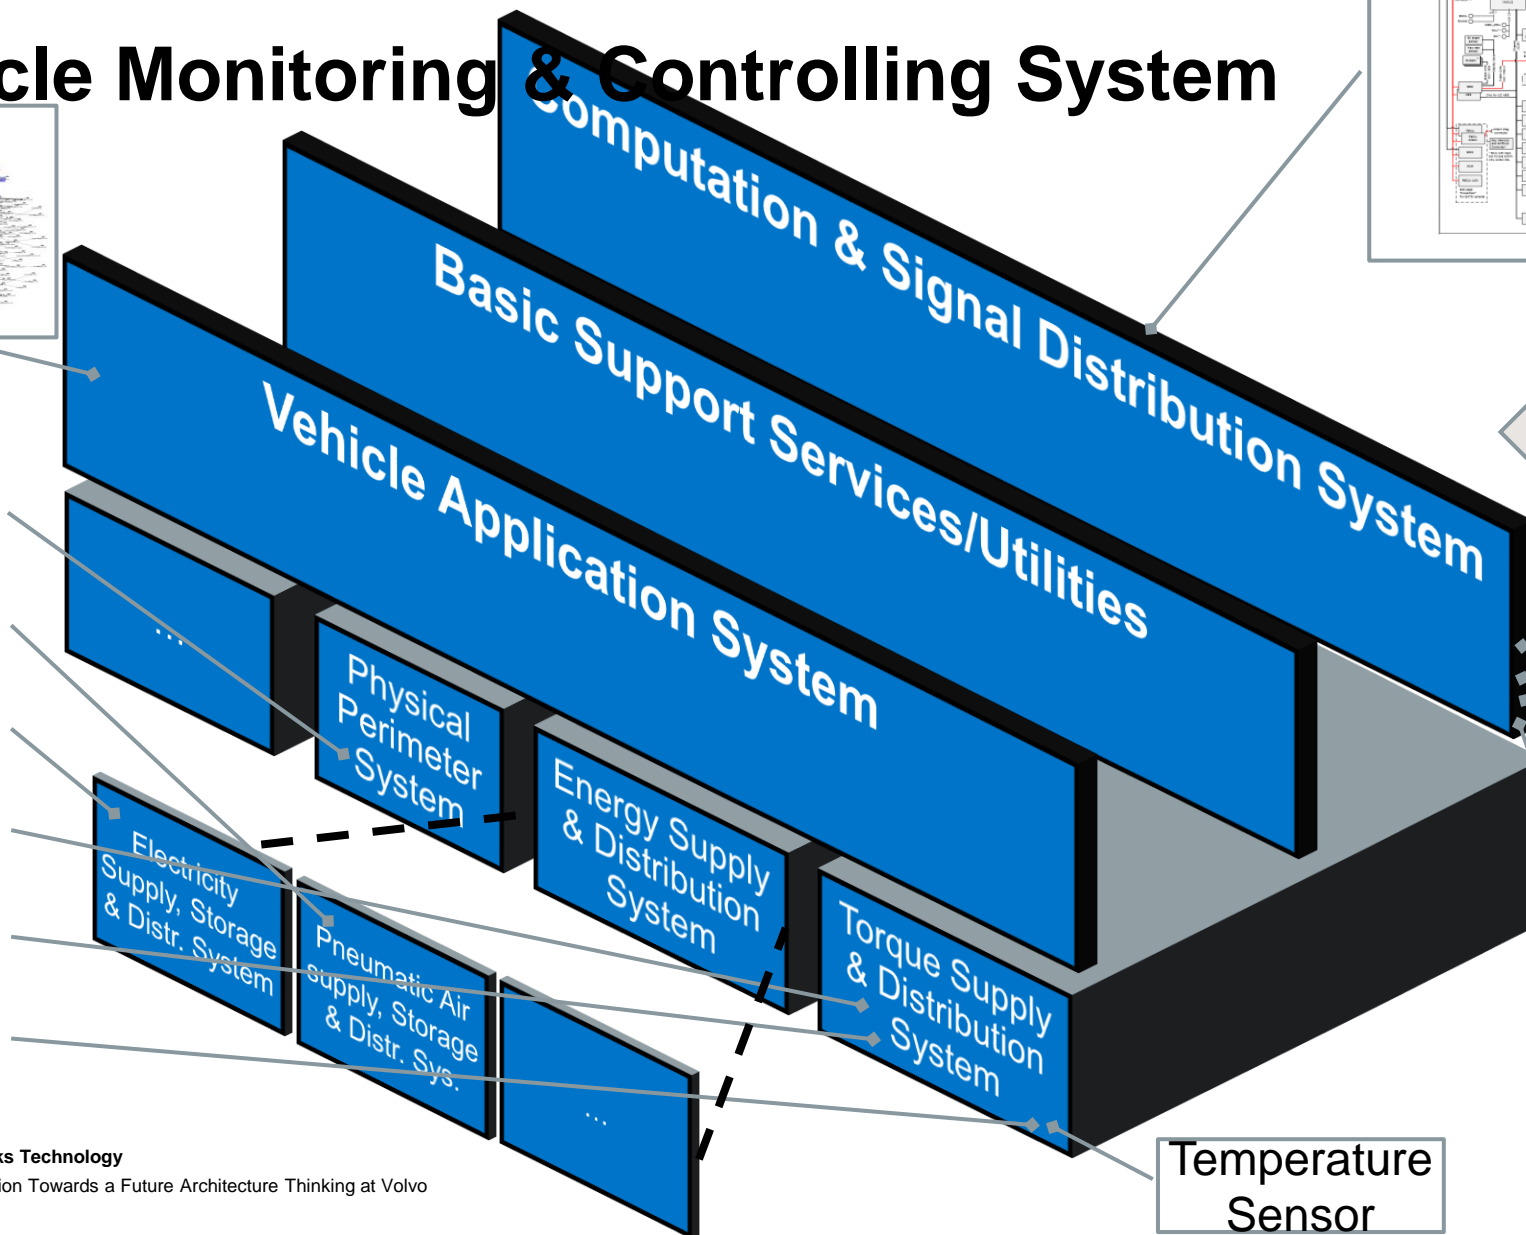 cle Monitoring & Controlling System
Computation & Signal Distribution System
Basic Support Services/Utilities
Vehicle Application System
...
Physical
Perimeter
System
Energy Supply
& Distribution
System
Torque Supply
& Distribution
System
Electricity
Supply, Storage
& Distr. System
Pneumatic Air
supply, Storage
& Distr. Sys.
...
Temperature
Sensor
ks Technology
ion Towards a Future Architecture Thinking at Volvo